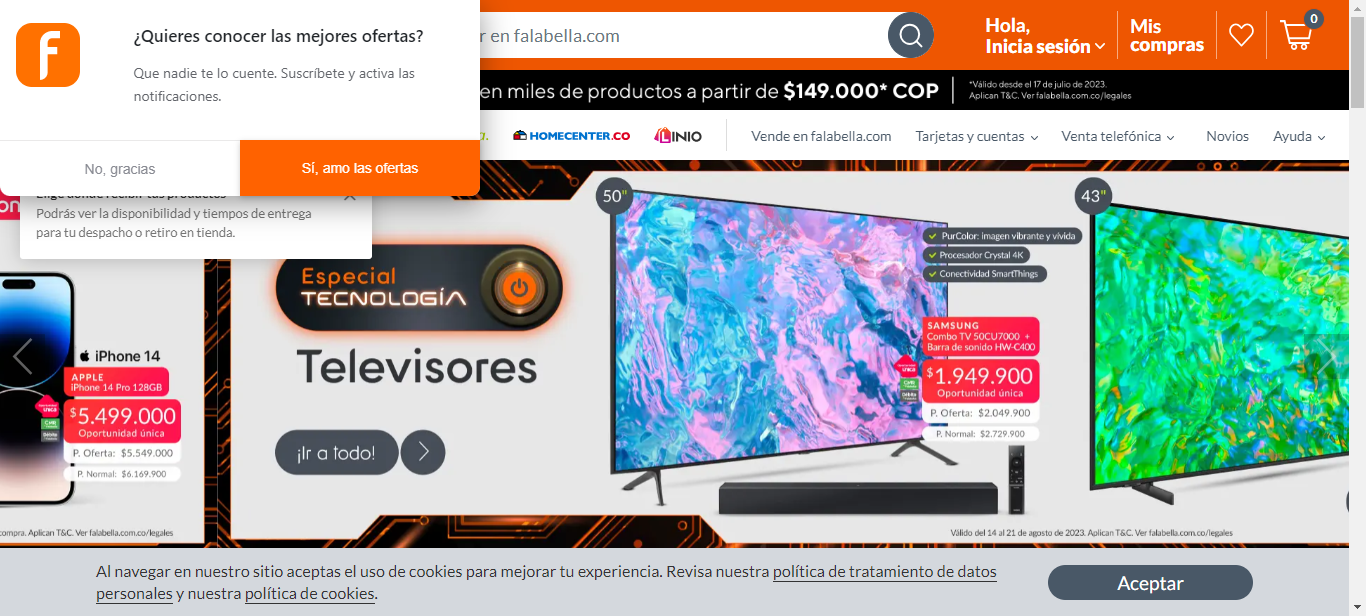 ¿Quieres conocer las mejores ofertas?
Que nadie te lo cuente. Suscríbete y activa las
notificaciones.
No, gracias
Sí, amo las ofertas
en falabella.com
Hola,
Inicia sesión
Mis
compras
0
en miles de productos a partir de $149.000* COP
*Válido desde el 17 de julio de 2023.
Aplican T&C. Ver falabella.com.co/legales
HOMECENTER.CO
LINIO
Vende en falabella.com
Tarjetas y cuentas
Venta telefónica
Novios
Ayuda
Podrás ver la disponibilidad y tiempos de entrega
para tu despacho o retiro en tienda.
iPhone 14
APPLE
iPhone 14 Pro 128GB
$5.499.000
Oportunidad única
P. Oferta: $5.549.000
P. Normal: $6.169.900
compra. Aplican T&C. Ver falabella.com.co/legales
Especial
TECNOLOGÍA
Televisores
¡Ir a todo!
50"
PurColor: imagen vibrante y vívida
Procesador Crystal 4K
Conectividad SmartThings
SAMSUNG
Combo TV 50CU7000 +
Barra de sonido HW-C400
$1.949.900
Oportunidad única
P. Oferta: $2.049.900
P. Normal: $2.729.900
43"
Válido del 14 al 21 de agosto de 2023. Aplican T&C. Ver falabella.com.co/legales
Al navegar en nuestro sitio aceptas el uso de cookies para mejorar tu experiencia. Revisa nuestra política de tratamiento de datos
personales y nuestra política de cookies.
Aceptar